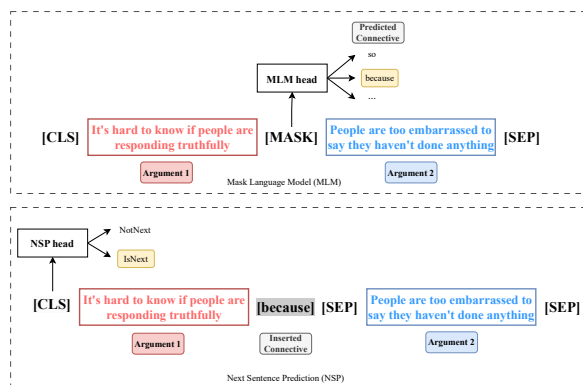 Predicted
Connective
so
MLM head
because
...
[CLS] It's hard to know if people are responding truthfully [MASK] People are too embarrassed to say they haven't done anything [SEP]
Argument 1
Argument 2
Mask Language Model (MLM)
NSP head
NotNext
IsNext
[CLS] It's hard to know if people are responding truthfully [because] [SEP] People are too embarrassed to say they haven't done anything [SEP]
Argument 1
Inserted
Connective
Argument 2
Next Sentence Prediction (NSP)